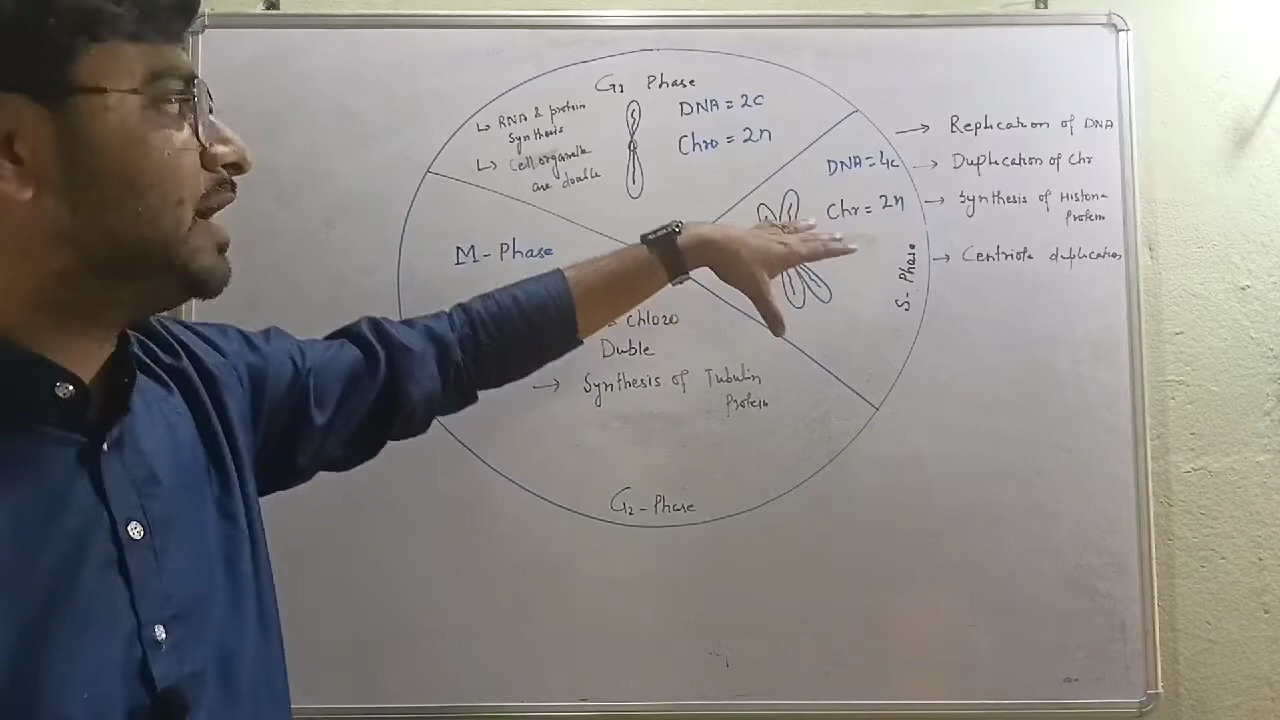 G1 Phase
↳ RNA & protein
synthesis
↳ Cell organelle
are double
DNA = 2C
Chro = 2n
DNA = 4C
Chr = 2n
S- Phase
→ Replication of DNA
→ Duplication of Chr
→ Synthesis of Histone
Protein
→ Centriole duplication
M- Phase
Chloro
Duble
→ Synthesis of Tubulin
Protein
G2 - Phase